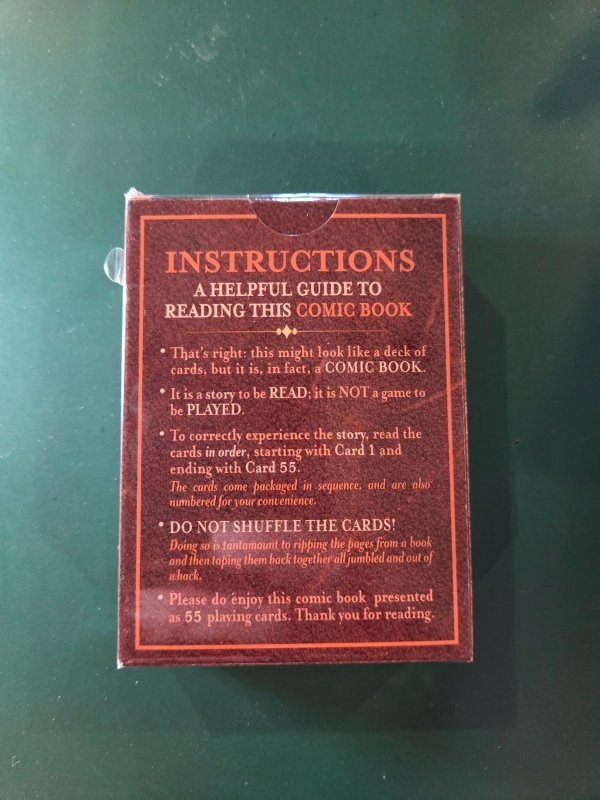 INSTRUCTIONS
A HELPFUL GUIDE TO
READING THIS COMIC BOOK
• That's right: this might look like a deck of
cards, but it is, in fact, a COMIC BOOK.
• It is a story to be READ; it is NOT a game to
be PLAYED.
• To correctly experience the story, read the
cards in order, starting with Card 1 and
ending with Card 55.
The cards come packaged in sequence, and are also
numbered for your convenience.
• DO NOT SHUFFLE THE CARDS!
Doing so is tantamount to ripping the pages from a book
and then taping them back together all jumbled and out of
whack.
• Please do enjoy this comic book presented
as 55 playing cards. Thank you for reading.